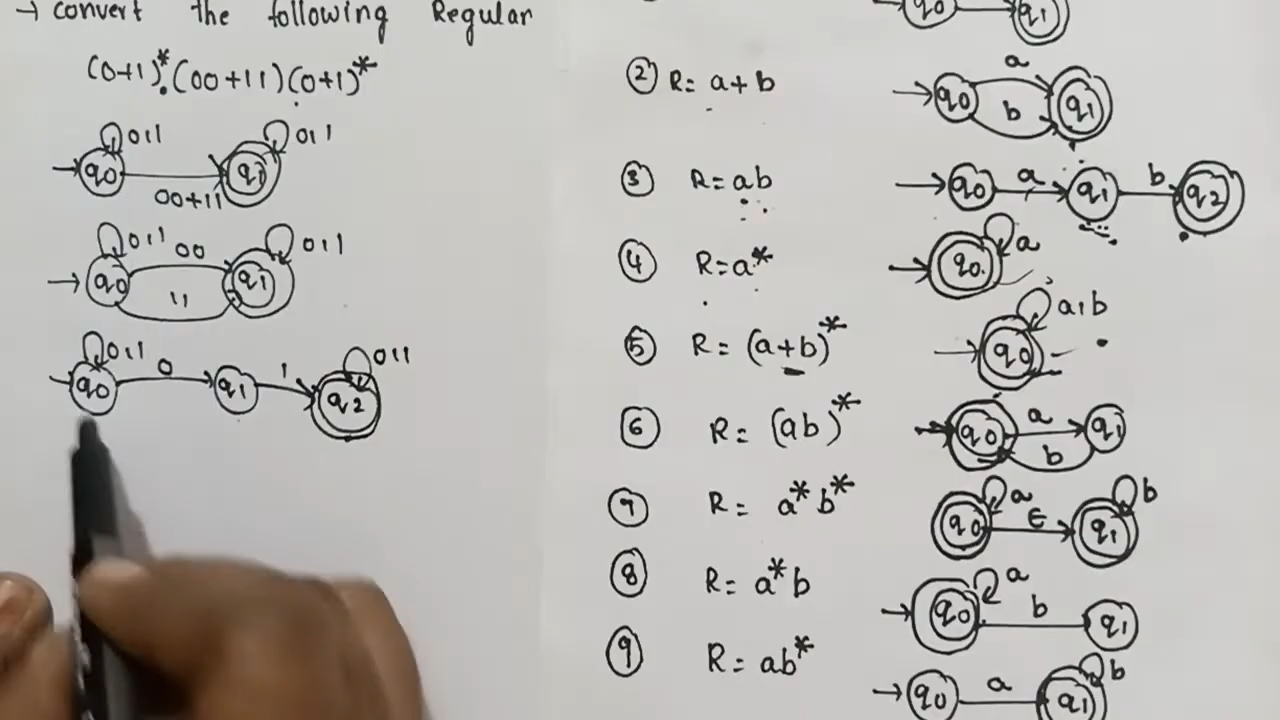 → convert the following Regular
(0+1)*.(00+11)(0+1)*
0,1 0,1
q0 q1
00+11
0,1 00 0,1
q0 q1
11
0,1 0 1 0,1
q0 q1 q2
q0 q1
② R= a+b
a
q0 q1
b
③ R= ab
q0 a q1 b q2
④ R= a*
q0 a
⑤ R= (a+b)*
a,b
q0
⑥ R= (ab)*
q0 a q1
b
⑦ R= a*b*
a ε b
q0 q1
⑧ R= a*b
a
q0 b q1
⑨ R= ab*
q0 a q1 b